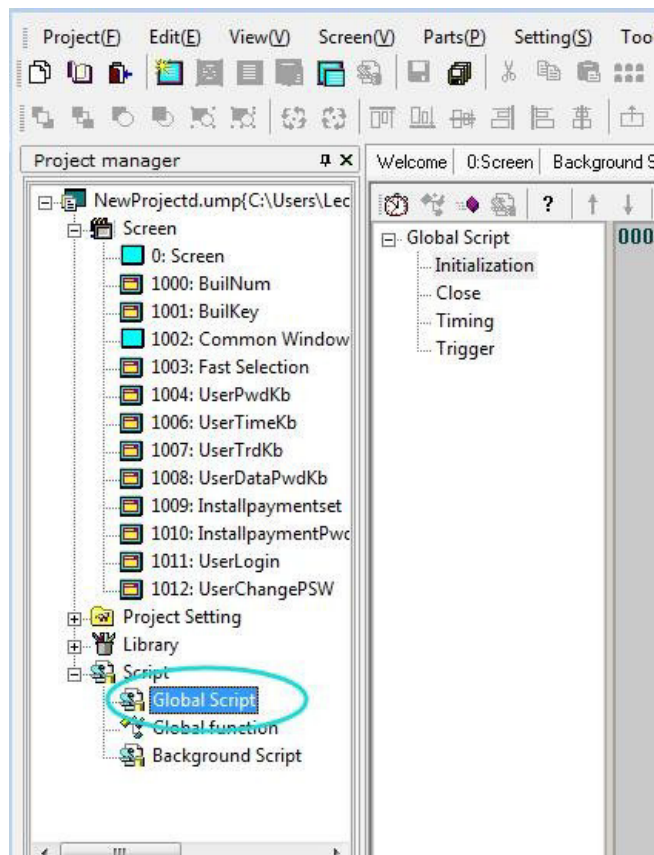 Project(F) Edit(E) View(V) Screen(V) Parts(P) Setting(S) Too
Project manager
Welcome 0:Screen Background S
NewProjectd.ump{C:\Users\Lec
Screen
0: Screen
1000: BuilNum
1001: BuilKey
1002: Common Window
1003: Fast Selection
1004: UserPwdKb
1006: UserTimeKb
1007: UserTrdKb
1008: UserDataPwdKb
1009: Installpaymentset
1010: InstallpaymentPwd
1011: UserLogin
1012: UserChangePSW
Project Setting
Library
Script
Global Script
Global function
Background Script
?
Global Script
Initialization
Close
Timing
Trigger
000